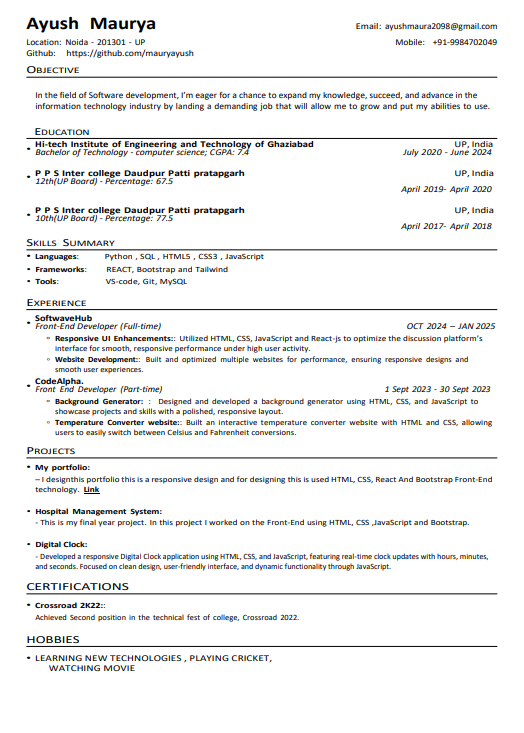 Ayush Maurya
Email: ayushmaura2098@gmail.com
Location: Noida - 201301 - UP
Mobile: +91-9984702049
Github: https://github.com/mauryayush
OBJECTIVE
In the field of Software development, I'm eager for a chance to expand my knowledge, succeed, and advance in the
information technology industry by landing a demanding job that will allow me to grow and put my abilities to use.
EDUCATION
• Hi-tech Institute of Engineering and Technology of Ghaziabad UP, India
Bachelor of Technology - computer science; CGPA: 7.4 July 2020 - June 2024
• P P S Inter college Daudpur Patti pratapgarh UP, India
12th(UP Board) - Percentage: 67.5
April 2019- April 2020
• P P S Inter college Daudpur Patti pratapgarh UP, India
10th(UP Board) - Percentage: 77.5
April 2017- April 2018
SKILLS SUMMARY
• Languages: Python , SQL , HTML5 , CSS3 , JavaScript
• Frameworks: REACT, Bootstrap and Tailwind
• Tools: VS-code, Git, MySQL
EXPERIENCE
• SoftwaveHub
Front-End Developer (Full-time) OCT 2024 – JAN 2025
◦ Responsive UI Enhancements:: Utilized HTML, CSS, JavaScript and React-js to optimize the discussion platform's
interface for smooth, responsive performance under high user activity.
◦ Website Development:: Built and optimized multiple websites for performance, ensuring responsive designs and
smooth user experiences.
• CodeAlpha.
Front End Developer (Part-time) 1 Sept 2023 - 30 Sept 2023
◦ Background Generator: : Designed and developed a background generator using HTML, CSS, and JavaScript to
showcase projects and skills with a polished, responsive layout.
◦ Temperature Converter website:: Built an interactive temperature converter website with HTML and CSS, allowing
users to easily switch between Celsius and Fahrenheit conversions.
PROJECTS
• My portfolio:
– I designthis portfolio this is a responsive design and for designing this is used HTML, CSS, React And Bootstrap Front-End
technology. Link
• Hospital Management System:
- This is my final year project. In this project I worked on the Front-End using HTML, CSS ,JavaScript and Bootstrap.
• Digital Clock:
- Developed a responsive Digital Clock application using HTML, CSS, and JavaScript, featuring real-time clock updates with hours, minutes,
and seconds. Focused on clean design, user-friendly interface, and dynamic functionality through JavaScript.
CERTIFICATIONS
• Crossroad 2K22::
Achieved Second position in the technical fest of college, Crossroad 2022.
HOBBIES
• LEARNING NEW TECHNOLOGIES , PLAYING CRICKET,
WATCHING MOVIE